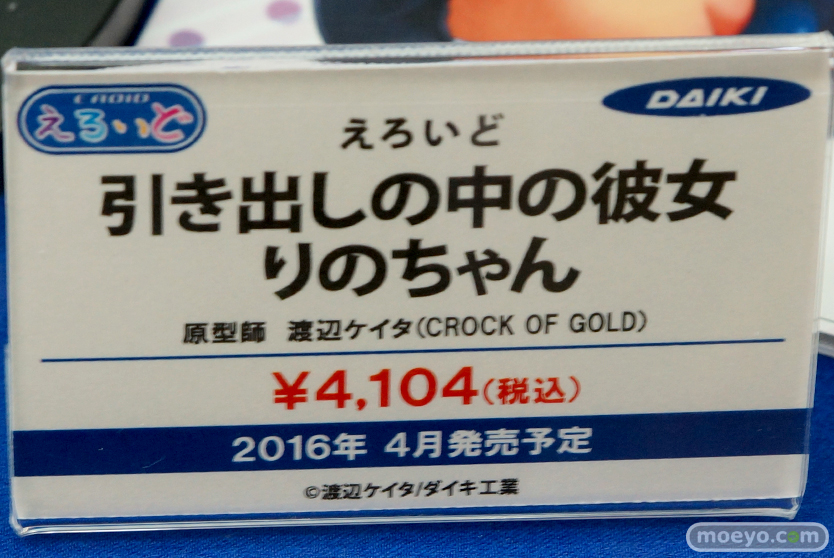 EROID
えろいど
DAIKI
えろいど
引き出しの中の彼女
りのちゃん
原型師 渡辺ケイタ(CROCK OF GOLD)
¥4,104(税込)
2016年 4月発売予定
©渡辺ケイタ/ダイキ工業
moeyo.com